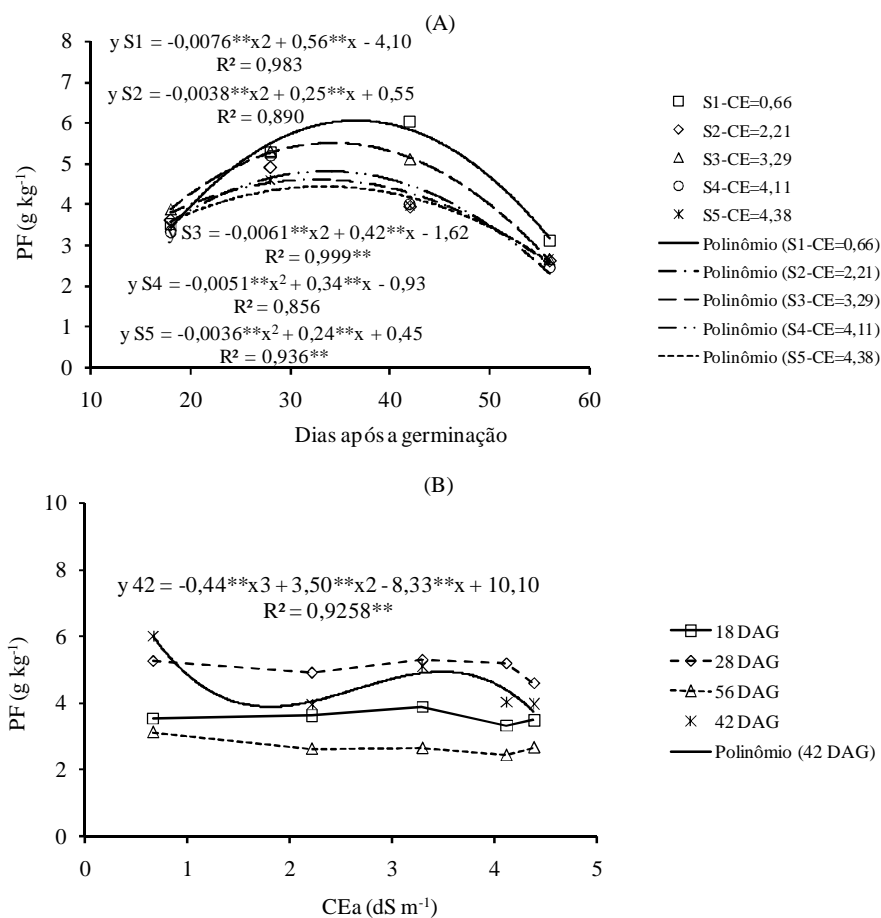 (A)
8
7
6
5
4
3
2
1
0
PF (g kg⁻¹)
y S1 = -0,0076**x2 + 0,56**x - 4,10
R² = 0,983
y S2 = -0,0038**x2 + 0,25**x + 0,55
R² = 0,890
y S3 = -0,0061**x2 + 0,42**x - 1,62
R² = 0,999**
y S4 = -0,0051**x² + 0,34**x - 0,93
R² = 0,856
y S5 = -0,0036**x² + 0,24**x + 0,45
R² = 0,936**
10 20 30 40 50 60
Dias após a germinação
S1-CE=0,66
S2-CE=2,21
S3-CE=3,29
S4-CE=4,11
S5-CE=4,38
Polinômio (S1-CE=0,66)
Polinômio (S2-CE=2,21)
Polinômio (S3-CE=3,29)
Polinômio (S4-CE=4,11)
Polinômio (S5-CE=4,38)
(B)
10
8
6
4
2
0
PF (g kg⁻¹)
y 42 = -0,44**x3 + 3,50**x2 - 8,33**x + 10,10
R² = 0,9258**
0 1 2 3 4 5
CEa (dS m⁻¹)
18 DAG
28 DAG
56 DAG
42 DAG
Polinômio (42 DAG)